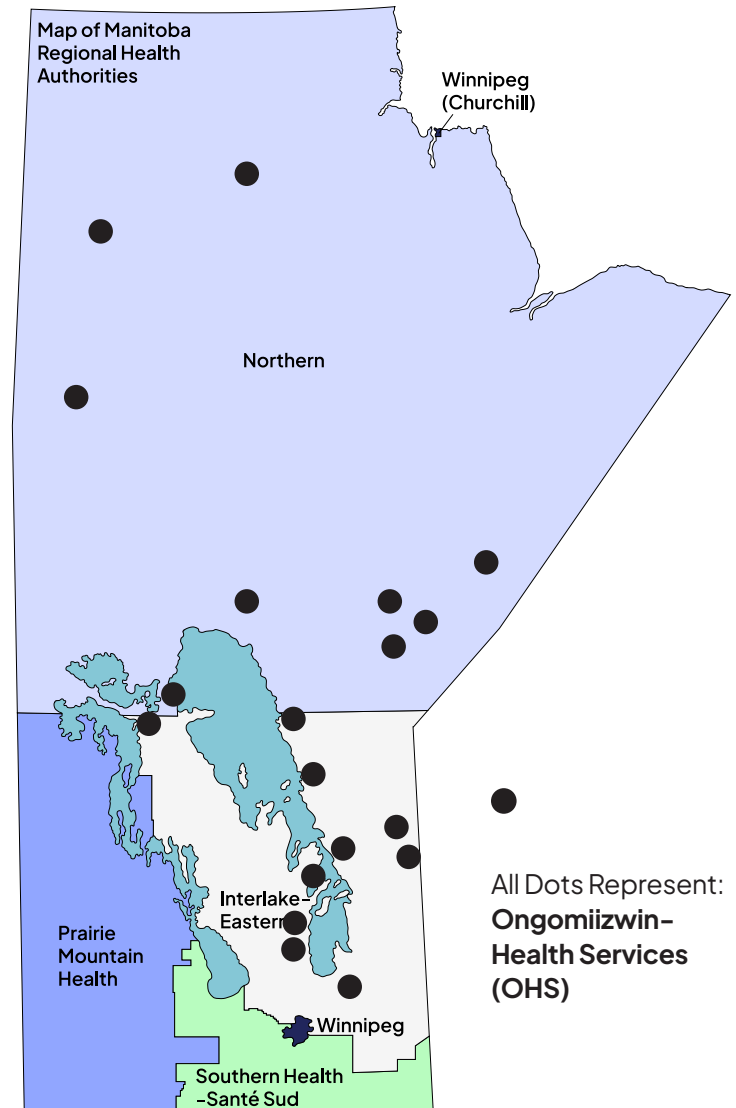 Map of Manitoba
Regional Health
Authorities
Winnipeg
(Churchill)
Northern
Interlake-
Eastern
Prairie
Mountain
Health
Winnipeg
Southern Health
-Santé Sud
All Dots Represent:
Ongomiizwin-
Health Services
(OHS)